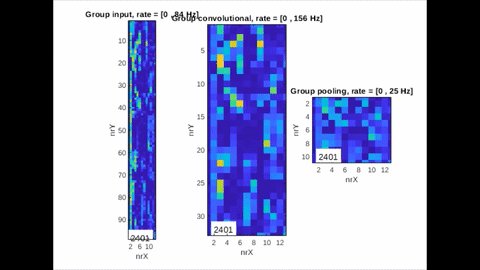 Group input, rate = [0 , 84 Hz]
Group convolutional, rate = [0 , 156 Hz]
Group pooling, rate = [0 , 25 Hz]
nrY
10
20
30
40
50
60
70
80
90
2401
2 6 10
nrX
nrY
5
10
15
20
25
30
2401
2 4 6 8 10 12
nrX
nrY
2
4
6
8
10
2401
2 4 6 8 10 12
nrX